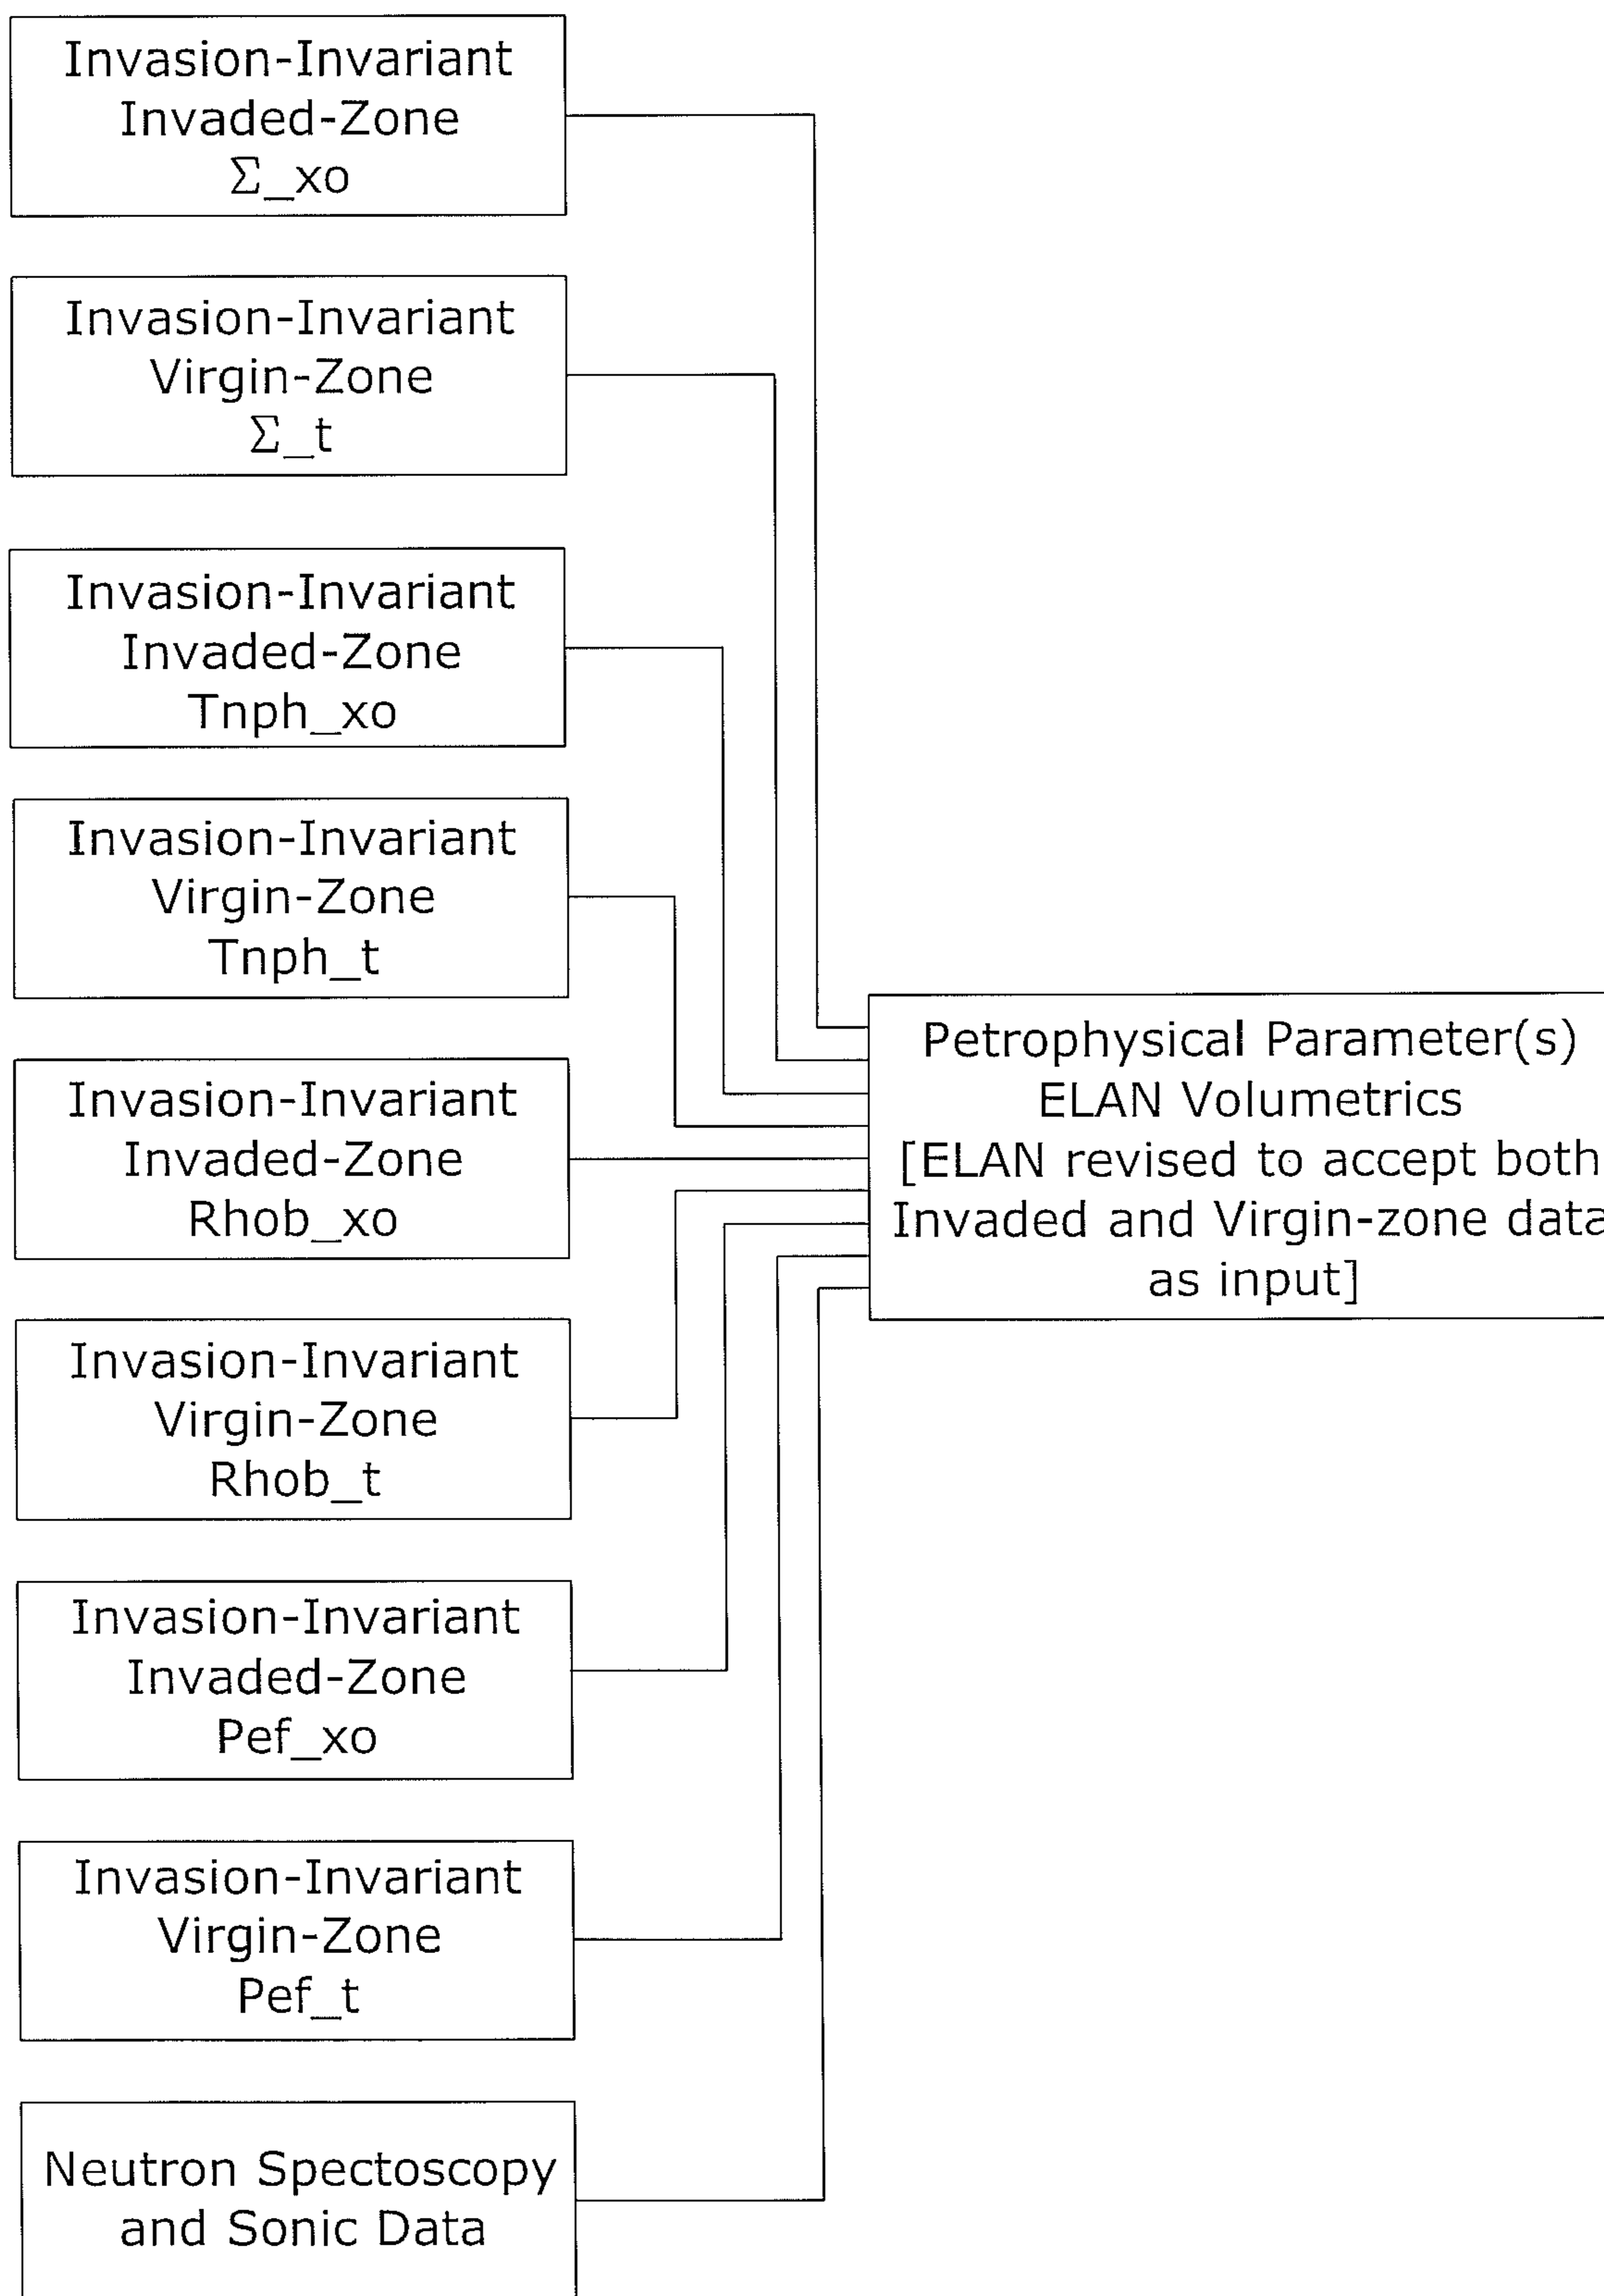 Invasion-Invariant
Invaded-Zone
Σ_xo
Invasion-Invariant
Virgin-Zone
Σ_t
Invasion-Invariant
Invaded-Zone
Tnph_xo
Invasion-Invariant
Virgin-Zone
Tnph_t
Invasion-Invariant
Invaded-Zone
Rhob_xo
Invasion-Invariant
Virgin-Zone
Rhob_t
Invasion-Invariant
Invaded-Zone
Pef_xo
Invasion-Invariant
Virgin-Zone
Pef_t
Neutron Spectoscopy
and Sonic Data
Petrophysical Parameter(s)
ELAN Volumetrics
[ELAN revised to accept both
Invaded and Virgin-zone data
as input]